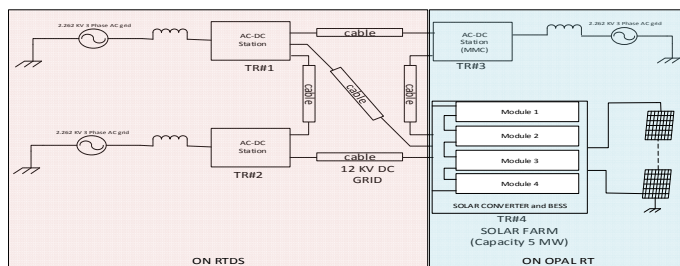 2.262 KV 3 Phase AC grid
AC-DC
Station
TR#1
cable
AC-DC
Station
(MMC)
TR#3
2.262 KV 3 Phase AC grid
cable
cable
cable
2.262 KV 3 Phase AC grid
AC-DC
Station
TR#2
cable
12 KV DC
GRID
Module 1
Module 2
Module 3
Module 4
SOLAR CONVERTER and BESS
TR#4
SOLAR FARM
(Capacity 5 MW)
ON RTDS
ON OPAL RT